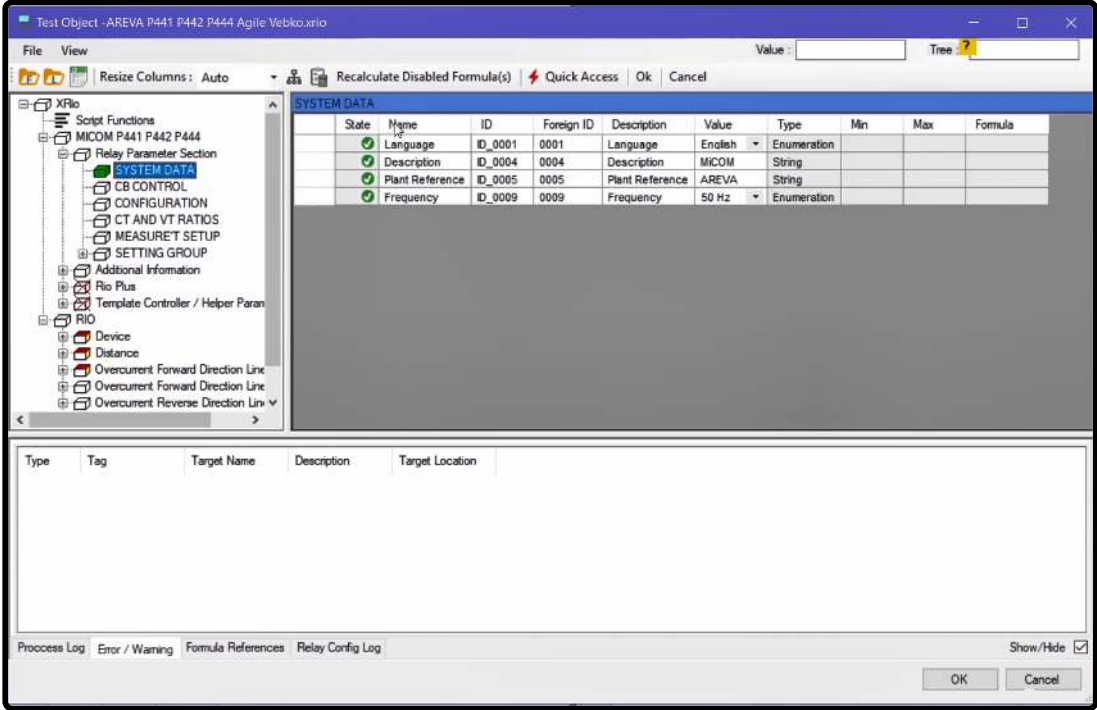 Test Object -AREVA P441 P442 P444 Agile Vebko.xrio
File View Value : Tree : ?
Resize Columns : Auto Recalculate Disabled Formula(s) Quick Access Ok Cancel
XRio
Script Functions
MICOM P441 P442 P444
Relay Parameter Section
SYSTEM DATA
CB CONTROL
CONFIGURATION
CT AND VT RATIOS
MEASURE'T SETUP
SETTING GROUP
Addtional Information
Rio Plus
Template Controller / Helper Param
RIO
Device
Distance
Overcurrent Forward Direction Line
Overcurrent Forward Direction Line
Overcurrent Reverse Direction Lin
SYSTEM DATA
State Name ID Foreign ID Description Value Type Min Max Formula
Language ID_0001 0001 Language English Enumeration
Description ID_0004 0004 Description MiCOM String
Plant Reference ID_0005 0005 Plant Reference AREVA String
Frequency ID_0009 0009 Frequency 50 Hz Enumeration
Type Tag Target Name Description Target Location
Proccess Log Error / Warning Formula References Relay Config Log Show/Hide
OK Cancel